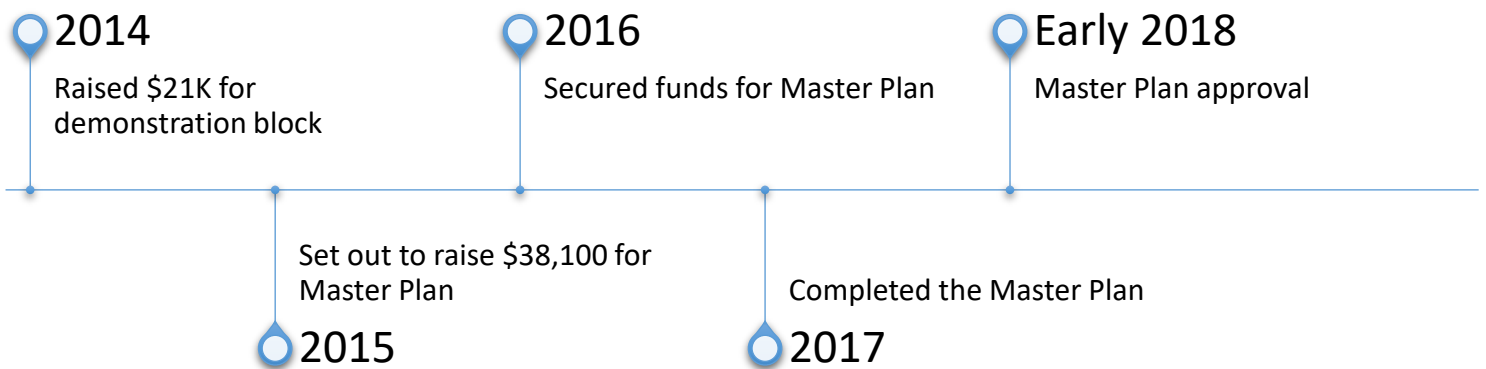 2014
Raised $21K for
demonstration block
2016
Secured funds for Master Plan
Early 2018
Master Plan approval
Set out to raise $38,100 for
Master Plan
2015
Completed the Master Plan
2017